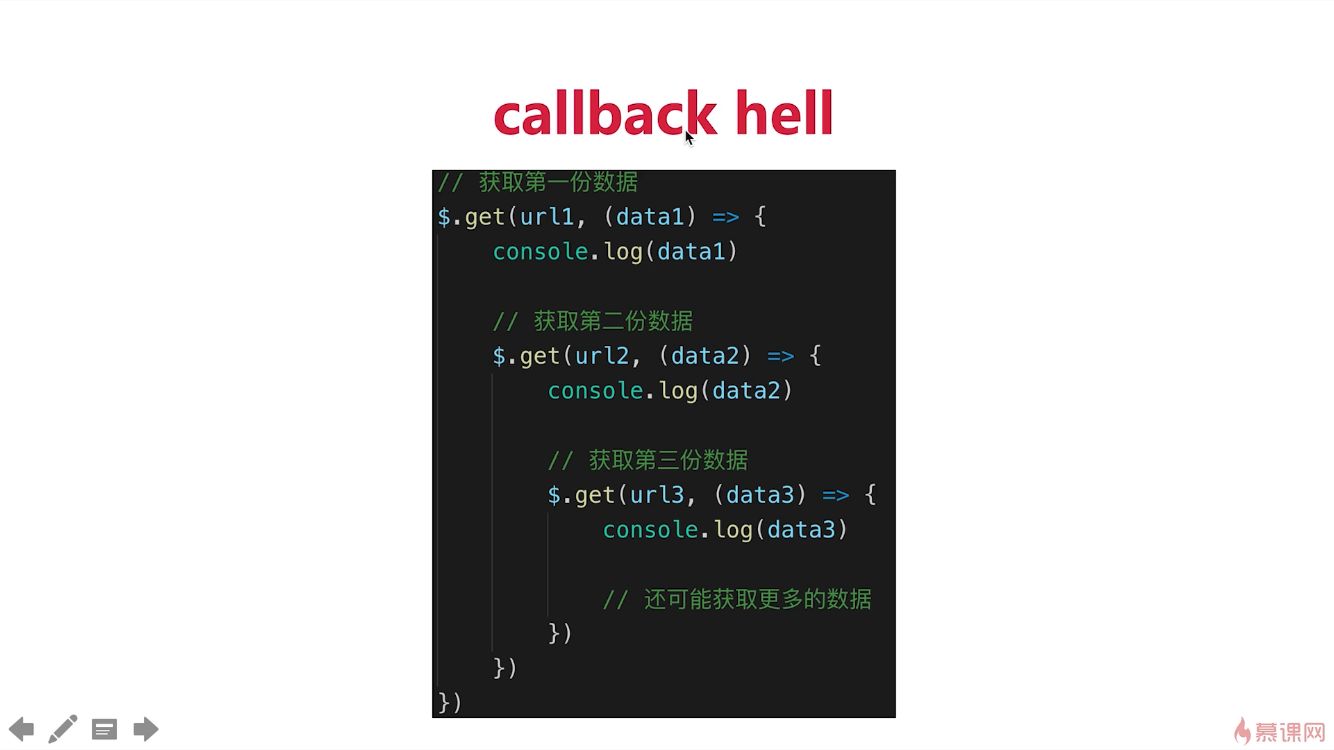 callback hell
// 获取第一份数据
$.get(url1, (data1) => {
    console.log(data1)
    // 获取第二份数据
    $.get(url2, (data2) => {
        console.log(data2)
        // 获取第三份数据
        $.get(url3, (data3) => {
            console.log(data3)
            // 还可能获取更多的数据
        })
    })
})
慕课网